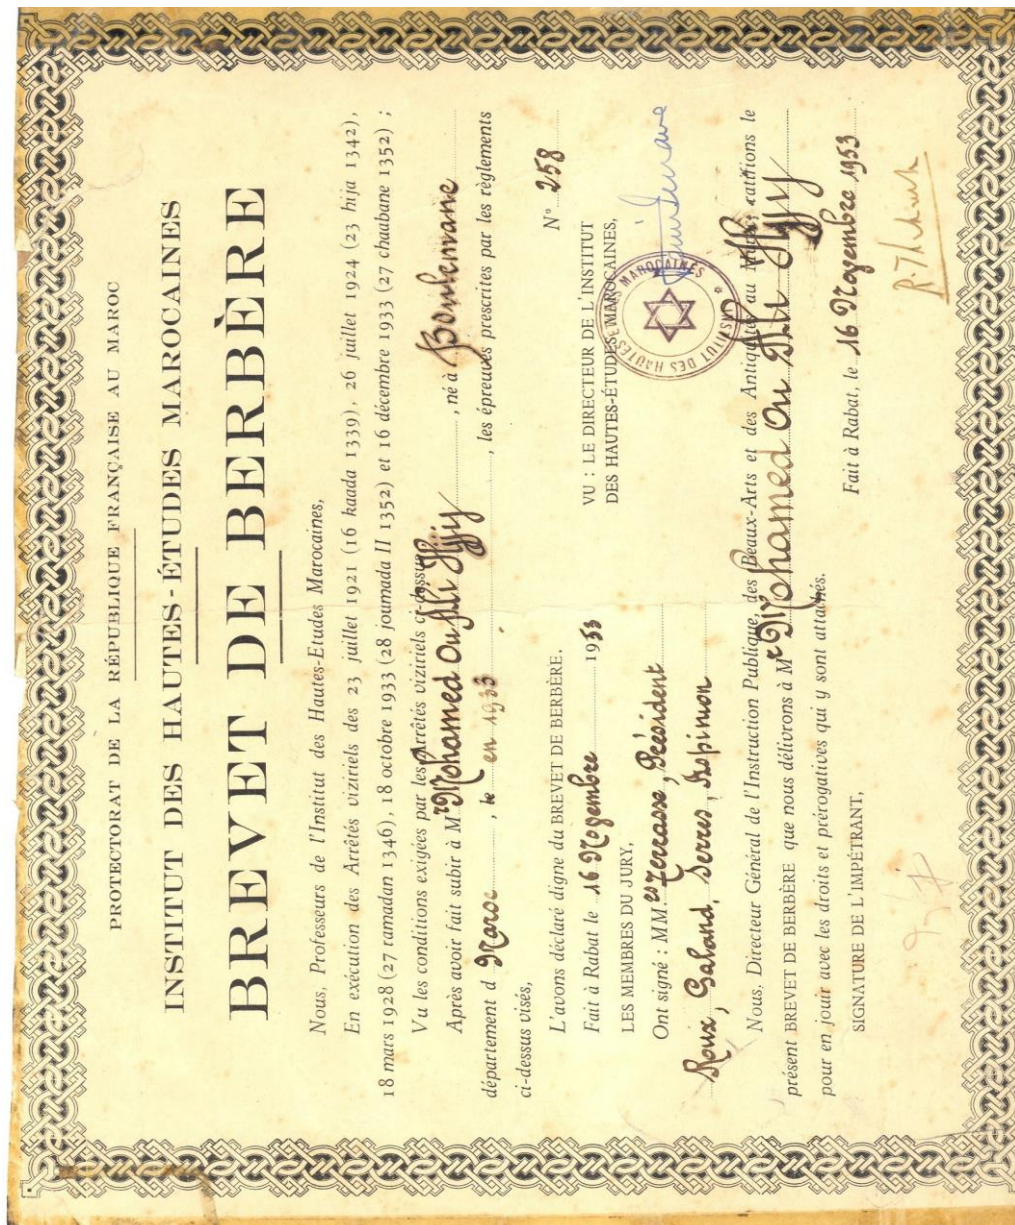 PROTECTORAT DE LA RÉPUBLIQUE FRANÇAISE AU MAROC
INSTITUT DES HAUTES-ÉTUDES MAROCAINES
BREVET DE BERBÈRE
Nous, Professeurs de l'Institut des Hautes-Etudes Marocaines,
En exécution des Arrêtés viziriels des 23 juillet 1921 (16 kaada 1339), 26 juillet 1924 (23 hija 1342),
18 mars 1928 (27 ramadan 1346), 18 octobre 1933 (28 joumada II 1352) et 16 décembre 1933 (27 chaabane 1352) ;
Vu les conditions exigées par les Arrêtés viziriels ci-dessus,
Après avoir fait subir à M.r Mohamed Ou Ali Hjiy, né à Boulemane
département d Maroc, le en 1933, les épreuves prescrites par les règlements
ci-dessus visés,
L'avons déclaré digne du BREVET DE BERBÈRE.
N° 258
Fait à Rabat le 16 Novembre 1953
LES MEMBRES DU JURY,
VU : LE DIRECTEUR DE L'INSTITUT
DES HAUTES-ÉTUDES MAROCAINES,
INSTITUT DES HAUTES ETUDES MAROCAINES
Ont signé : MM.es Terrasse, Président
Roux, Galand, Serres,
Nous, Directeur Général de l'Instruction Publique, des Beaux-Arts et des Antiquités au Maroc, ratifions le
présent BREVET DE BERBÈRE que nous délivrons à M.r Mohamed Ou Ali Hjiy
pour en jouir avec les droits et prérogatives qui y sont attachés.
SIGNATURE DE L'IMPÉTRANT,
Fait à Rabat, le 16 Novembre 1953